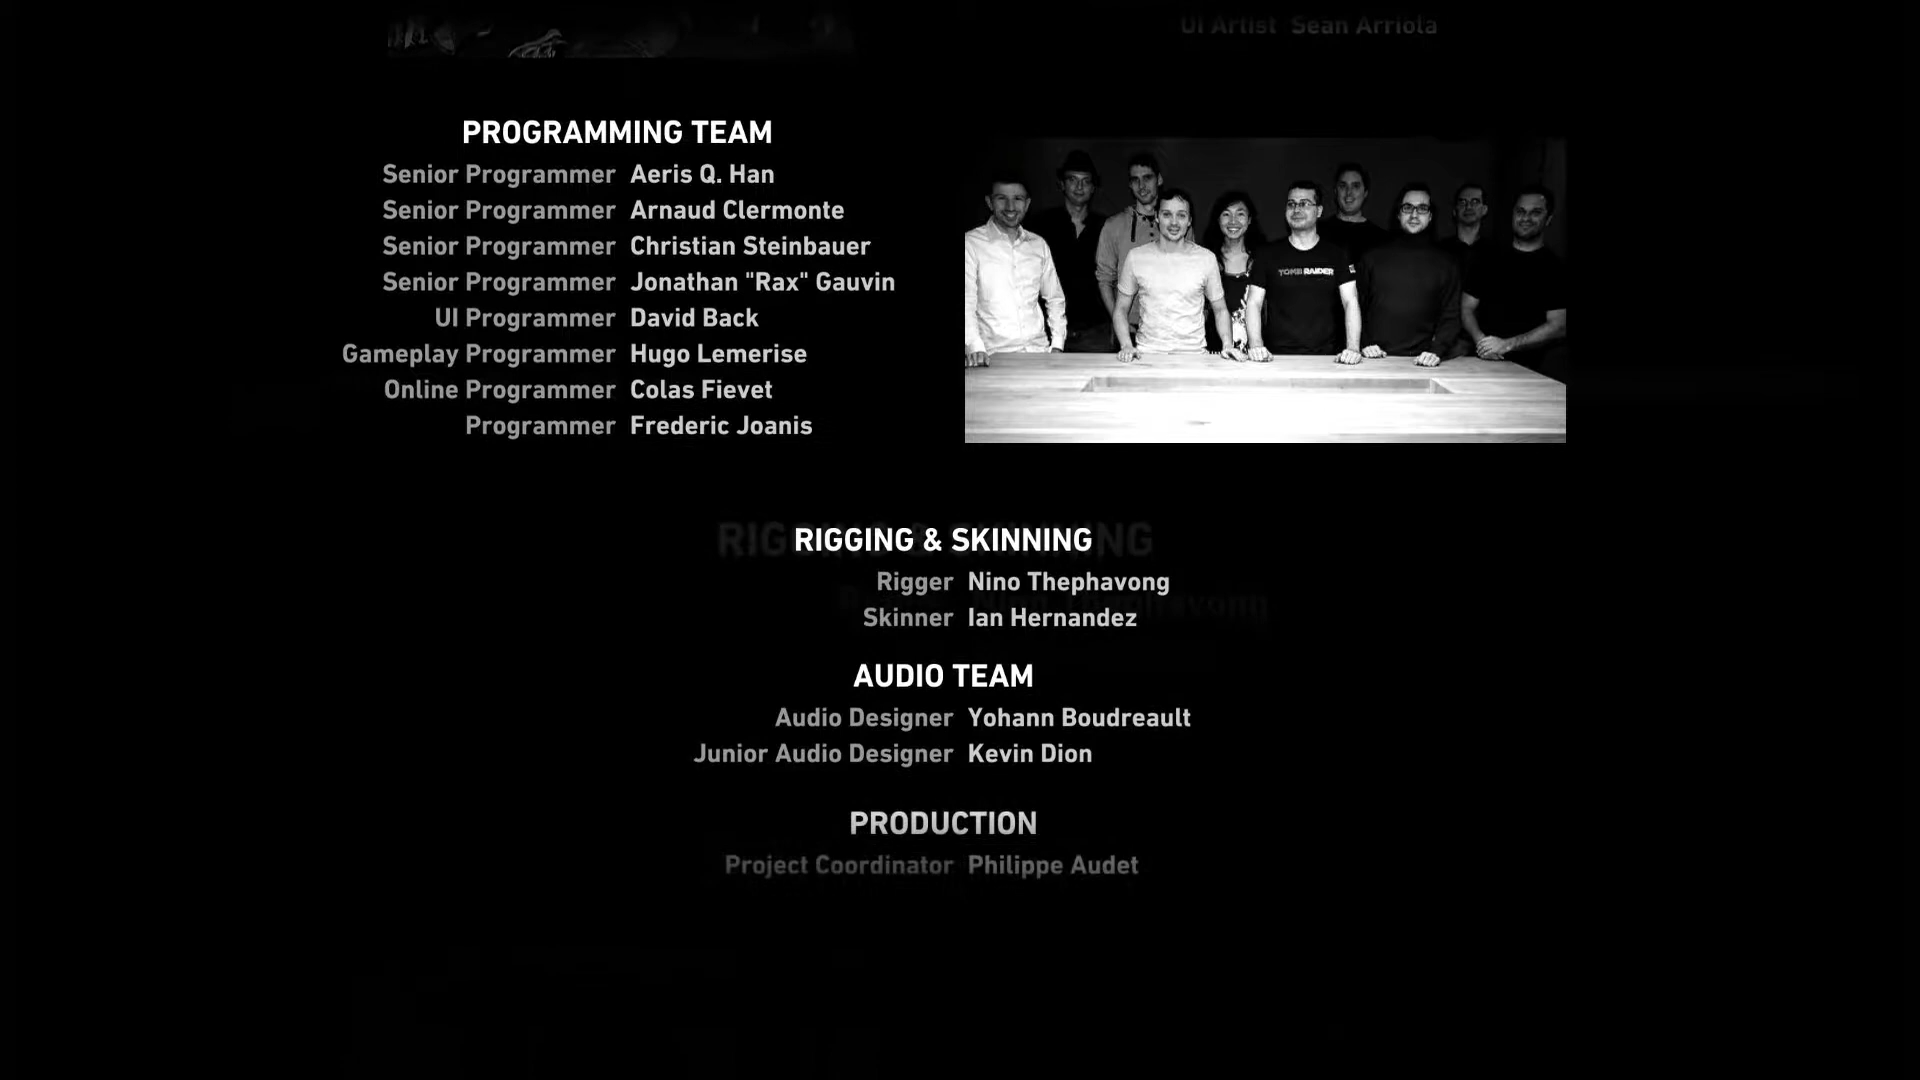 UI Artist Sean Arriola
PROGRAMMING TEAM
Senior Programmer Aeris Q. Han
Senior Programmer Arnaud Clermonte
Senior Programmer Christian Steinbauer
Senior Programmer Jonathan "Rax" Gauvin
UI Programmer David Back
Gameplay Programmer Hugo Lemerise
Online Programmer Colas Fievet
Programmer Frederic Joanis
TOMB RAIDER
RIGGING & SKINNING
Rigger Nino Thephavong
Skinner Ian Hernandez
AUDIO TEAM
Audio Designer Yohann Boudreault
Junior Audio Designer Kevin Dion
PRODUCTION
Project Coordinator Philippe Audet